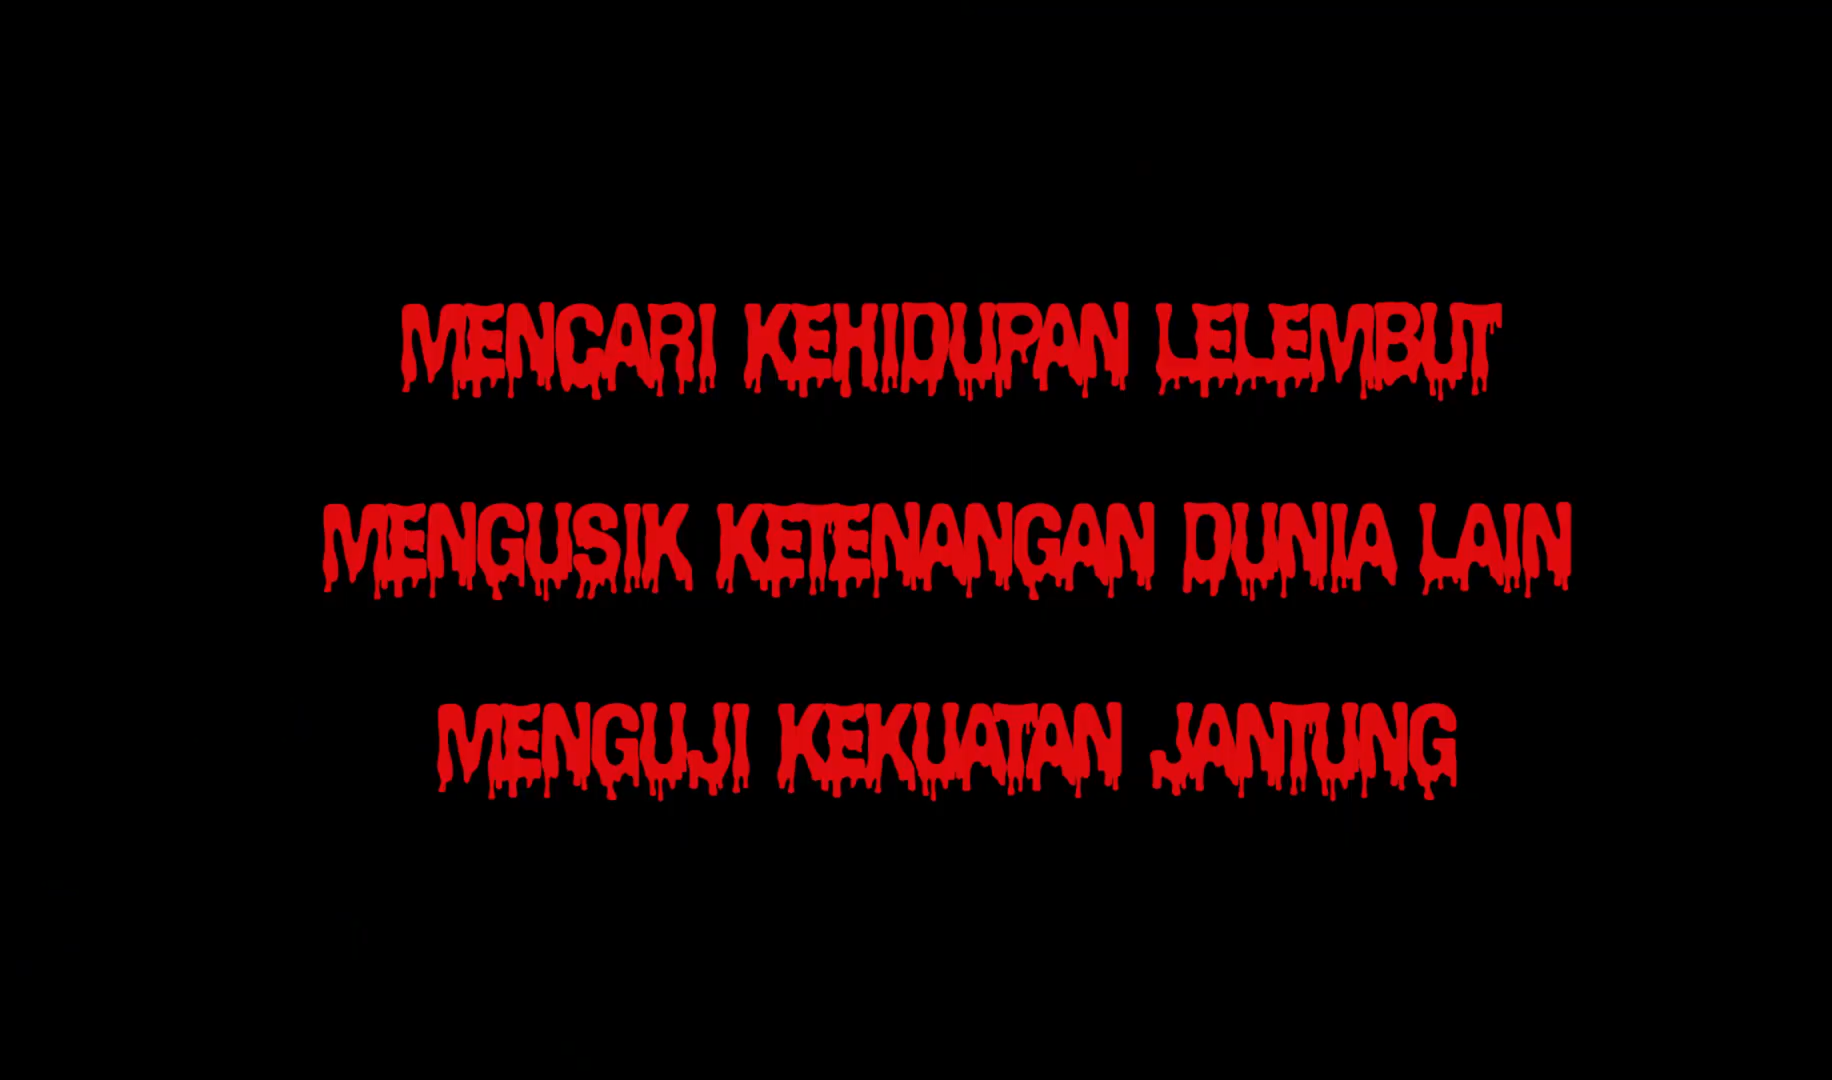 MENCARI KEHIDUPAN LELEMBUT
MENGUSIK KETENANGAN DUNIA LAIN
MENGUJI KEKUATAN JANTUNG